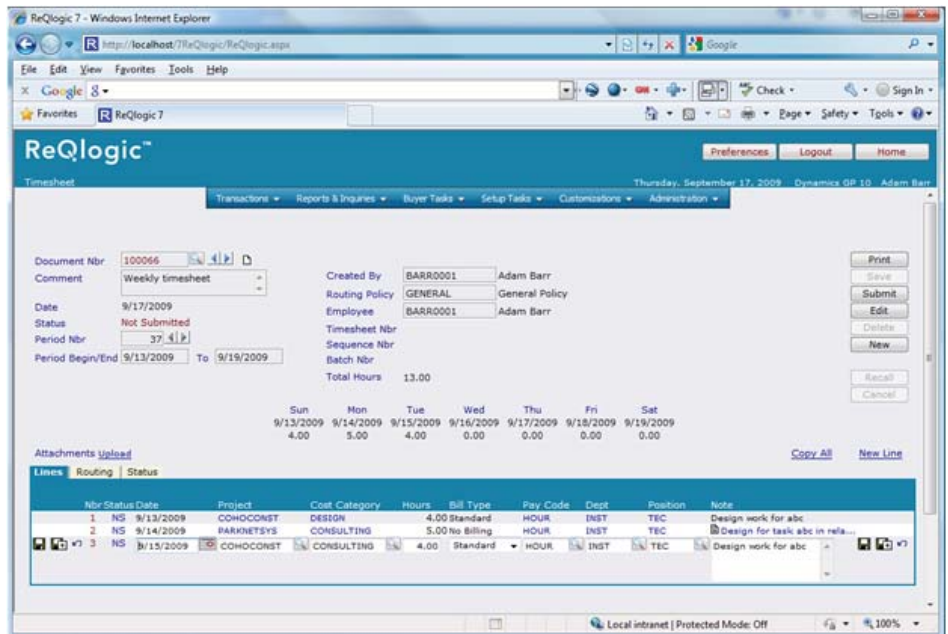 ReQlogic 7 - Windows Internet Explorer
http://localhost/7ReQlogic/ReQlogic.aspx
Google
File Edit View Favorites Tools Help
Google Check Sign In
Favorites ReQlogic 7 Page Safety Tools
ReQlogic™ Preferences Logout Home
Timesheet Thursday, September 17, 2009 Dynamics GP 10 Adam Barr
Transactions Reports & Inquiries Buyer Tasks Setup Tasks Customizations Administration
Document Nbr 100066 Print
Comment Weekly timesheet Created By BARR0001 Adam Barr Save
Routing Policy GENERAL General Policy Submit
Date 9/17/2009 Employee BARR0001 Adam Barr Edit
Status Not Submitted Timesheet Nbr Delete
Period Nbr 37 Sequence Nbr New
Period Begin/End 9/13/2009 To 9/19/2009 Batch Nbr
Total Hours 13.00 Recall
Cancel
Sun Mon Tue Wed Thu Fri Sat
9/13/2009 9/14/2009 9/15/2009 9/16/2009 9/17/2009 9/18/2009 9/19/2009
4.00 5.00 4.00 0.00 0.00 0.00 0.00
Attachments Upload Copy All New Line
Lines Routing Status
Nbr Status Date Project Cost Category Hours Bill Type Pay Code Dept Position Note
1 NS 9/13/2009 COHOCONST DESIGN 4.00 Standard HOUR INST TEC Design work for abc
2 NS 9/14/2009 PARKNETSYS CONSULTING 5.00 No Billing HOUR INST TEC Design for task abc in rela...
3 NS 9/15/2009 COHOCONST CONSULTING 4.00 Standard HOUR INST TEC Design work for abc
Local intranet | Protected Mode: Off 100%